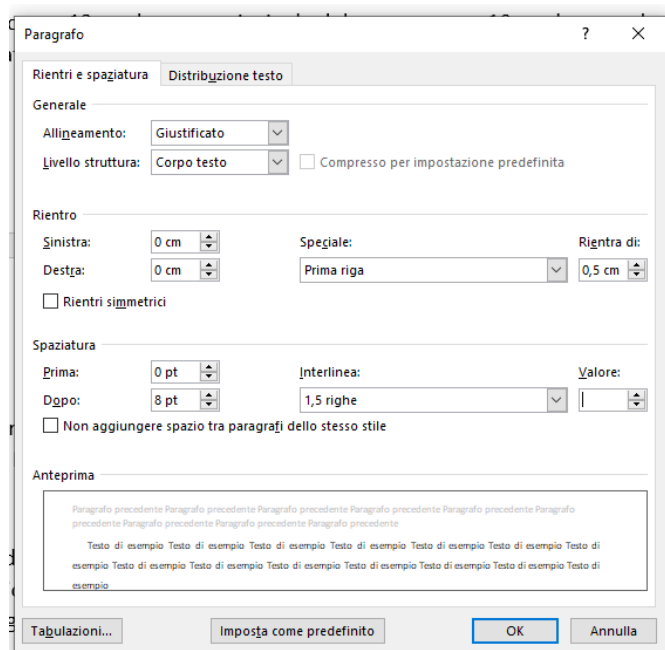 Paragrafo ? ×
Rientri e spaziatura Distribuzione testo
Generale
Allineamento: Giustificato
Livello struttura: Corpo testo Compresso per impostazione predefinita
Rientro
Sinistra: 0 cm Speciale: Rientra di:
Destra: 0 cm Prima riga 0,5 cm
Rientri simmetrici
Spaziatura
Prima: 0 pt Interlinea: Valore:
Dopo: 8 pt 1,5 righe
Non aggiungere spazio tra paragrafi dello stesso stile
Anteprima
Paragrafo precedente Paragrafo precedente Paragrafo precedente Paragrafo precedente Paragrafo precedente Paragrafo
precedente Paragrafo precedente Paragrafo precedente Paragrafo precedente
Testo di esempio Testo di esempio Testo di esempio Testo di esempio Testo di esempio Testo di esempio Testo di
esempio Testo di esempio Testo di esempio Testo di esempio Testo di esempio Testo di esempio Testo di
esempio
Tabulazioni... Imposta come predefinito OK Annulla